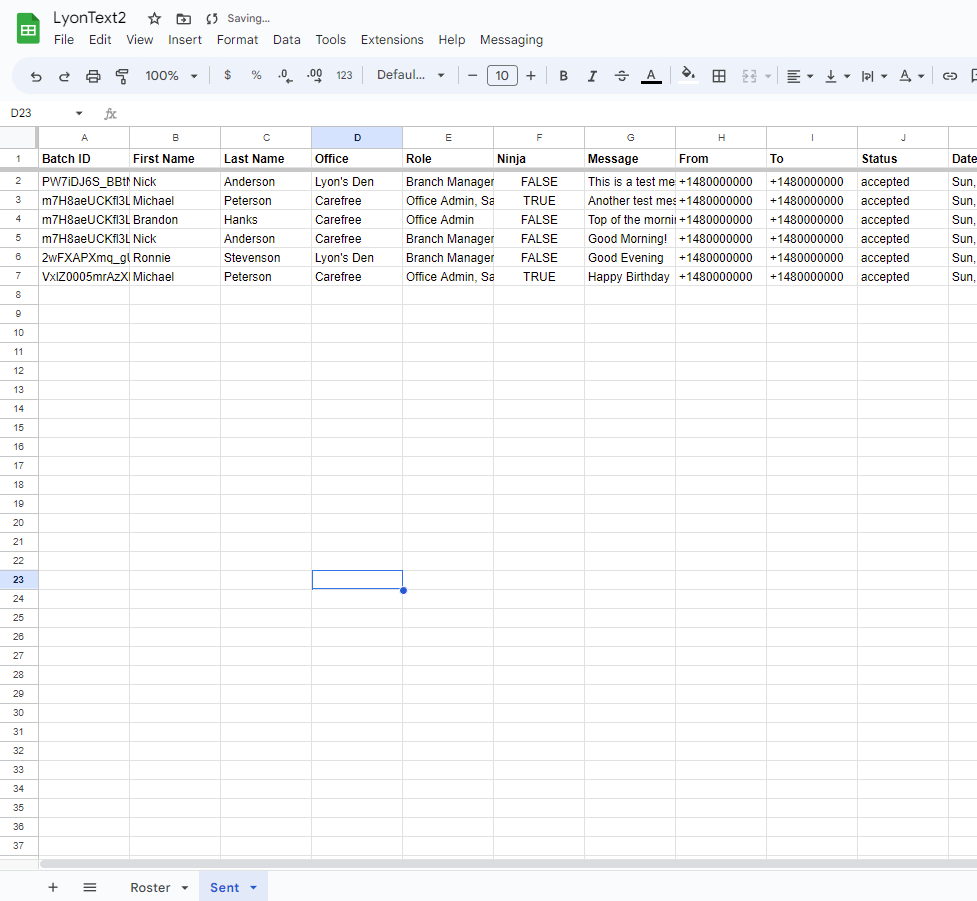 LyonText2 Saving...
File Edit View Insert Format Data Tools Extensions Help Messaging
100% $ % .0 .00 123 Defaul... − 10 + B I A A
D23 fx
A B C D E F G H I J
1 Batch ID First Name Last Name Office Role Ninja Message From To Status Date
2 Nick Anderson Lyon's Den Branch Manager FALSE This is a test me +1480000000 +1480000000 accepted Sun,
3 Michael Peterson Carefree Office Admin, Sa TRUE Another test mes +1480000000 +1480000000 accepted Sun,
4 Brandon Hanks Carefree Office Admin FALSE Top of the morni +1480000000 +1480000000 accepted Sun,
5 Nick Anderson Carefree Branch Manager FALSE Good Morning! +1480000000 +1480000000 accepted Sun,
6 Ronnie Stevenson Lyon's Den Branch Manager FALSE Good Evening +1480000000 +1480000000 accepted Sun,
7 Michael Peterson Carefree Office Admin, Sa TRUE Happy Birthday +1480000000 +1480000000 accepted Sun,
8
9
10
11
12
13
14
15
16
17
18
19
20
21
22
23
24
25
26
27
28
29
30
31
32
33
34
35
36
37
+ Roster Sent